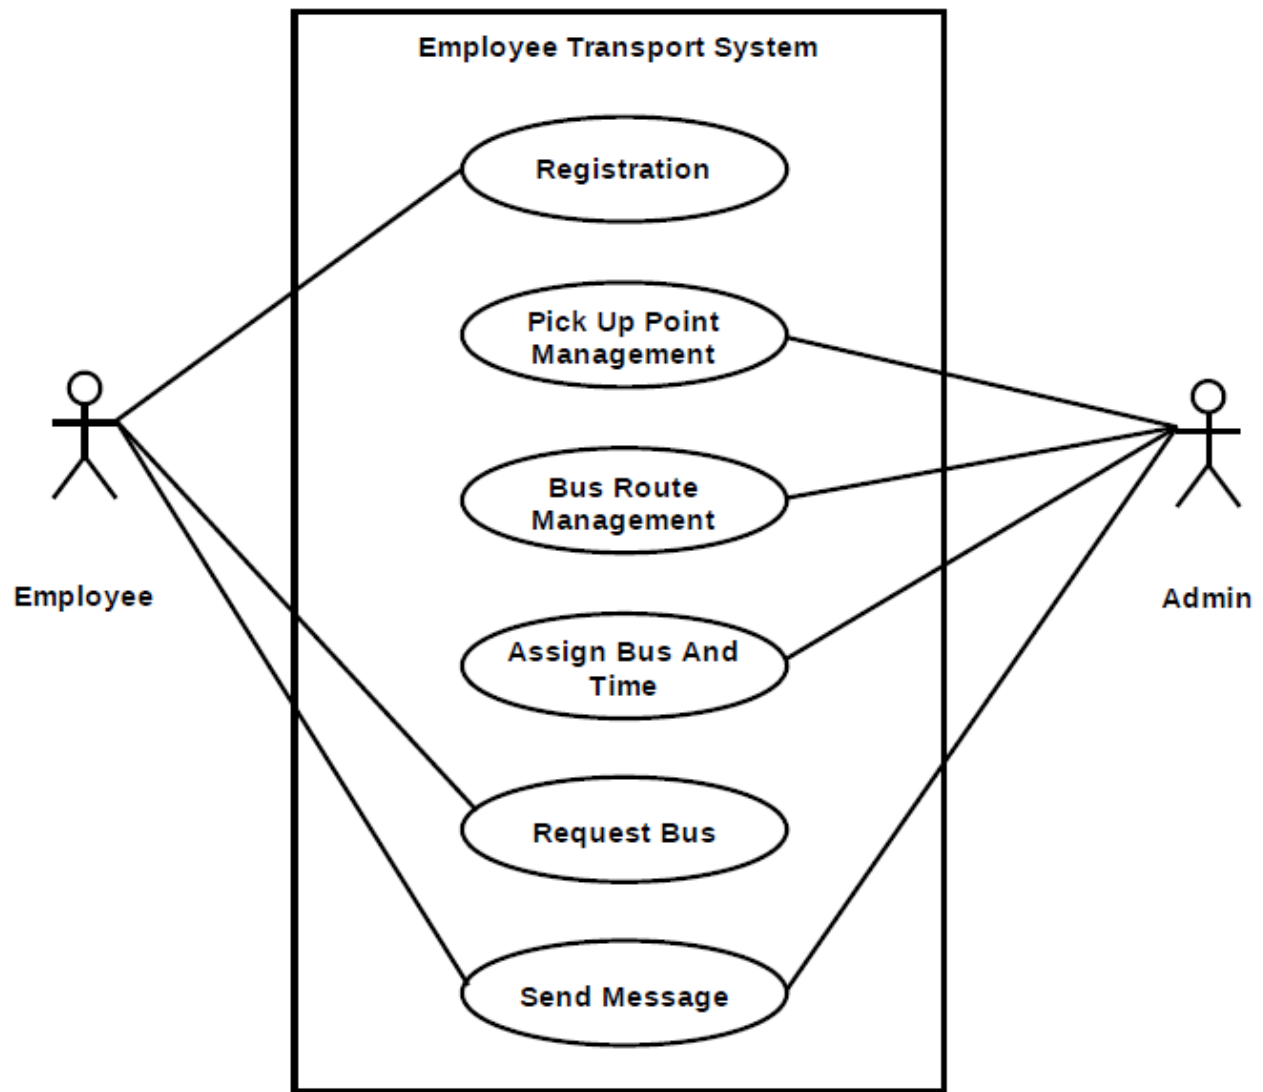 Employee Transport System
Registration
Pick Up Point
Management
Bus Route
Management
Employee
Admin
Assign Bus And
Time
Request Bus
Send Message